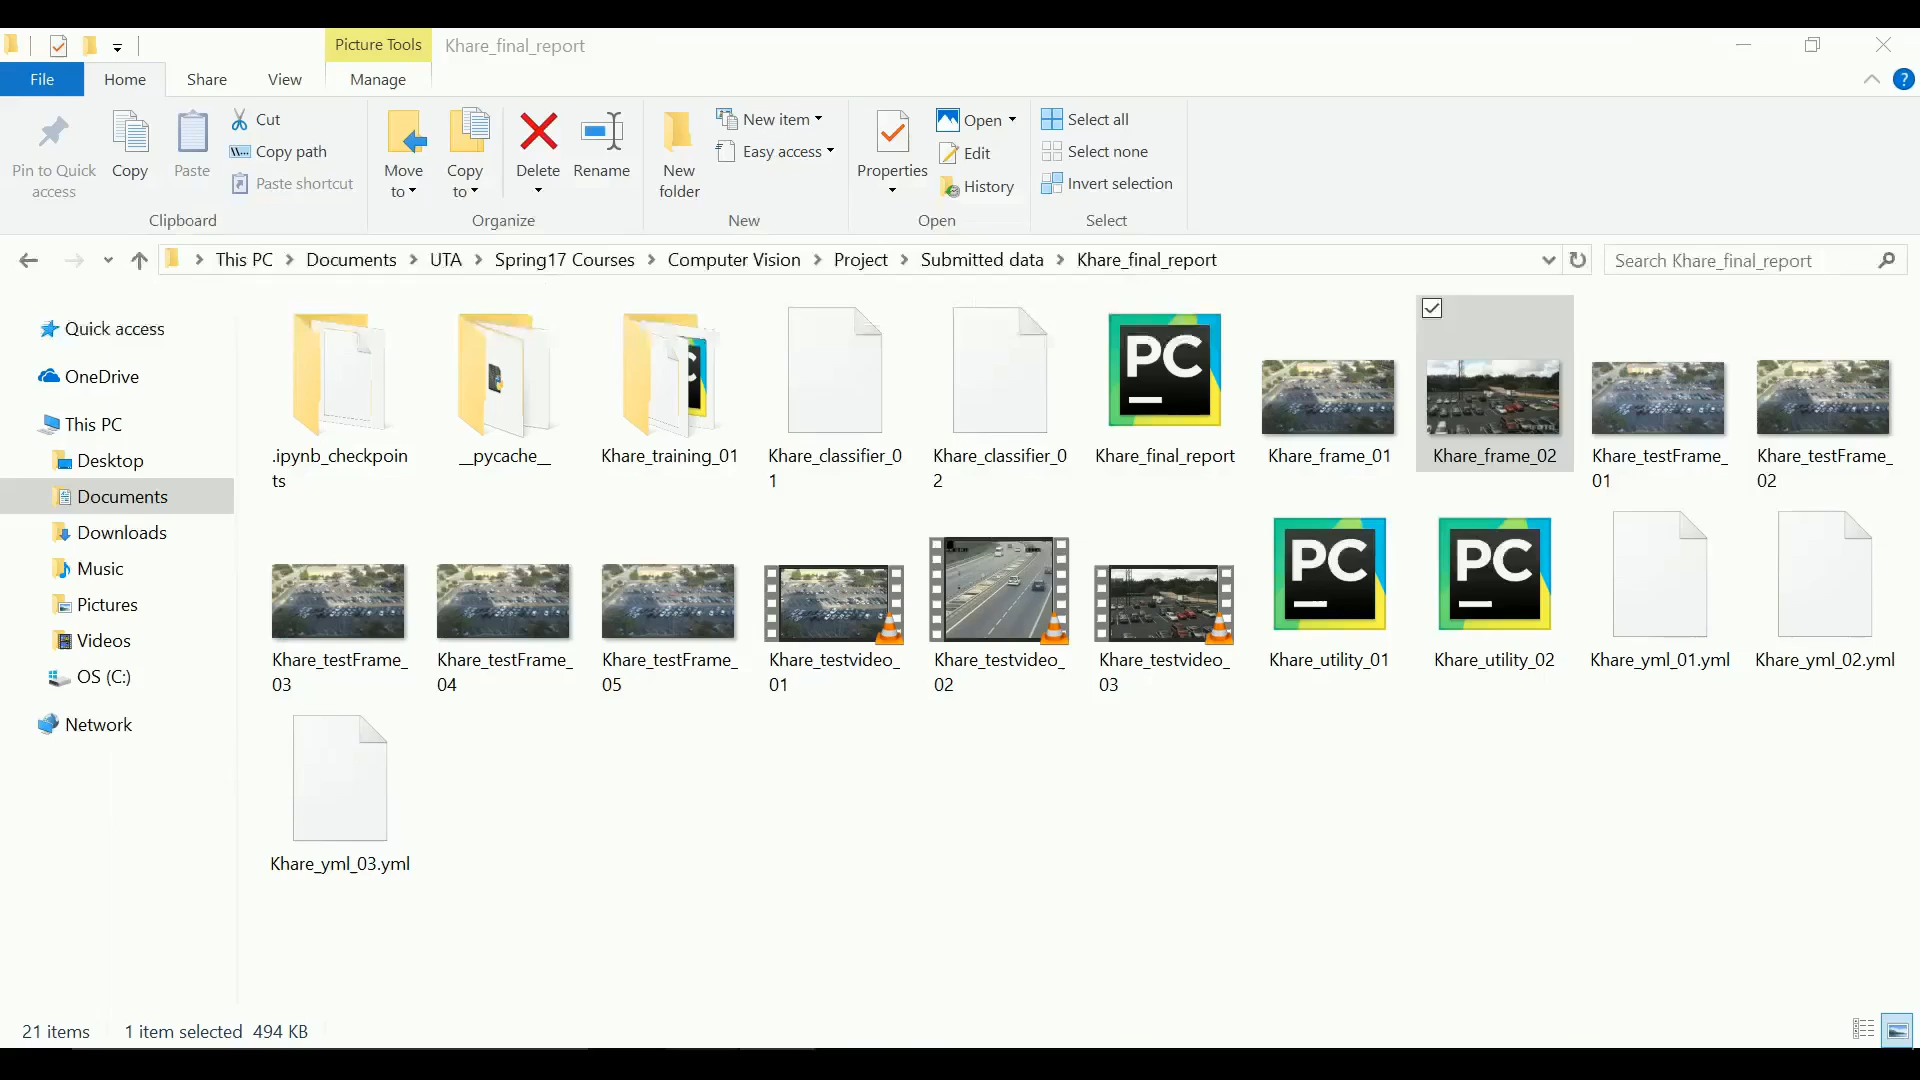 Picture Tools
Khare_final_report
File
Home
Share
View
Manage
Pin to Quick
access
Copy
Paste
Cut
Copy path
Paste shortcut
Clipboard
Move
to
Copy
to
Delete
Rename
Organize
New
folder
New item
Easy access
New
Properties
Open
Edit
History
Open
Select all
Select none
Invert selection
Select
This PC
Documents
UTA
Spring17 Courses
Computer Vision
Project
Submitted data
Khare_final_report
Search Khare_final_report
Quick access
OneDrive
This PC
Desktop
Documents
Downloads
Music
Pictures
Videos
OS (C:)
Network
.ipynb_checkpoin
ts
__pycache__
Khare_training_01
Khare_classifier_0
1
Khare_classifier_0
2
PC
Khare_final_report
Khare_frame_01
Khare_frame_02
Khare_testFrame_
01
Khare_testFrame_
02
Khare_testFrame_
03
Khare_testFrame_
04
Khare_testFrame_
05
Khare_testvideo_
01
Khare_testvideo_
02
Khare_testvideo_
03
PC
Khare_utility_01
PC
Khare_utility_02
Khare_yml_01.yml
Khare_yml_02.yml
Khare_yml_03.yml
21 items
1 item selected 494 KB